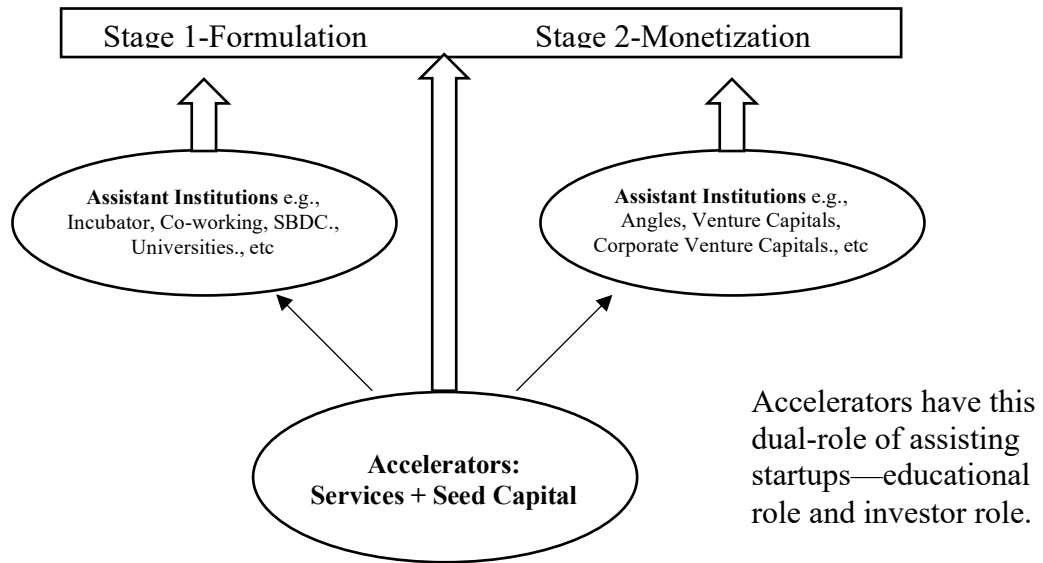 Stage 1-Formulation Stage 2-Monetization
Assistant Institutions e.g.,
Incubator, Co-working, SBDC.,
Universities., etc
Assistant Institutions e.g.,
Angles, Venture Capitals,
Corporate Venture Capitals., etc
Accelerators:
Services + Seed Capital
Accelerators have this
dual-role of assisting
startups—educational
role and investor role.